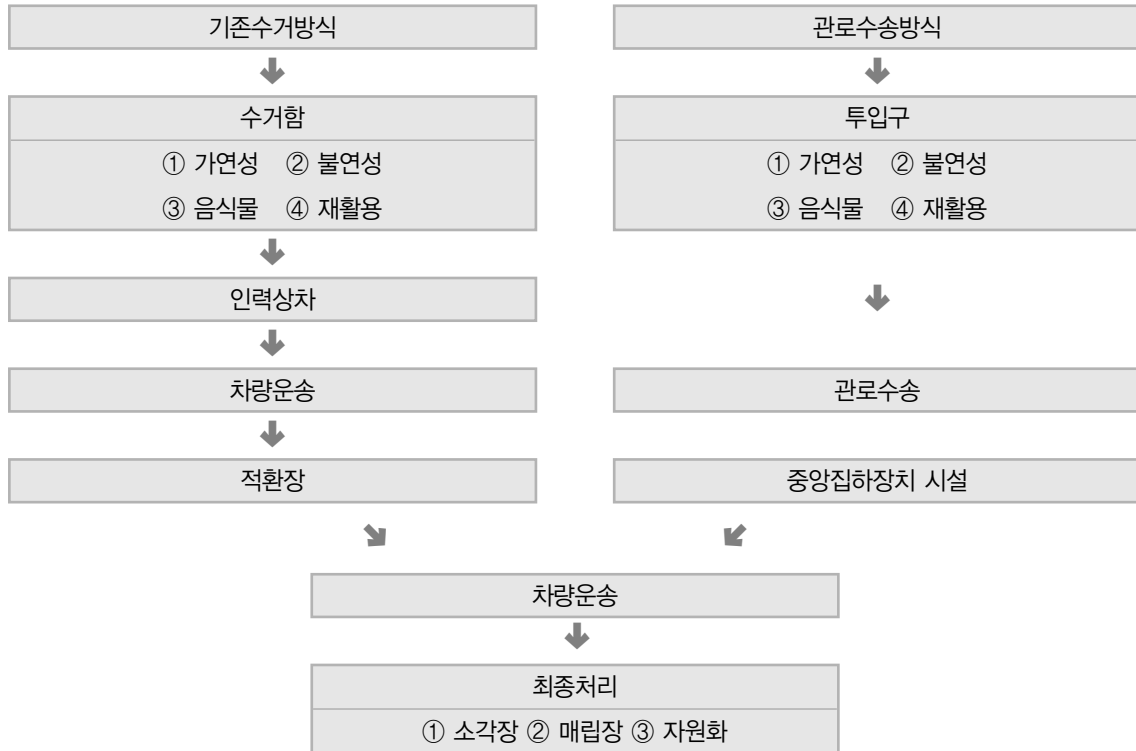 기존수거방식
수거함
① 가연성 ② 불연성
③ 음식물 ④ 재활용
인력상차
차량운송
적환장
관로수송방식
투입구
① 가연성 ② 불연성
③ 음식물 ④ 재활용
관로수송
중앙집하장치 시설
차량운송
최종처리
① 소각장 ② 매립장 ③ 자원화